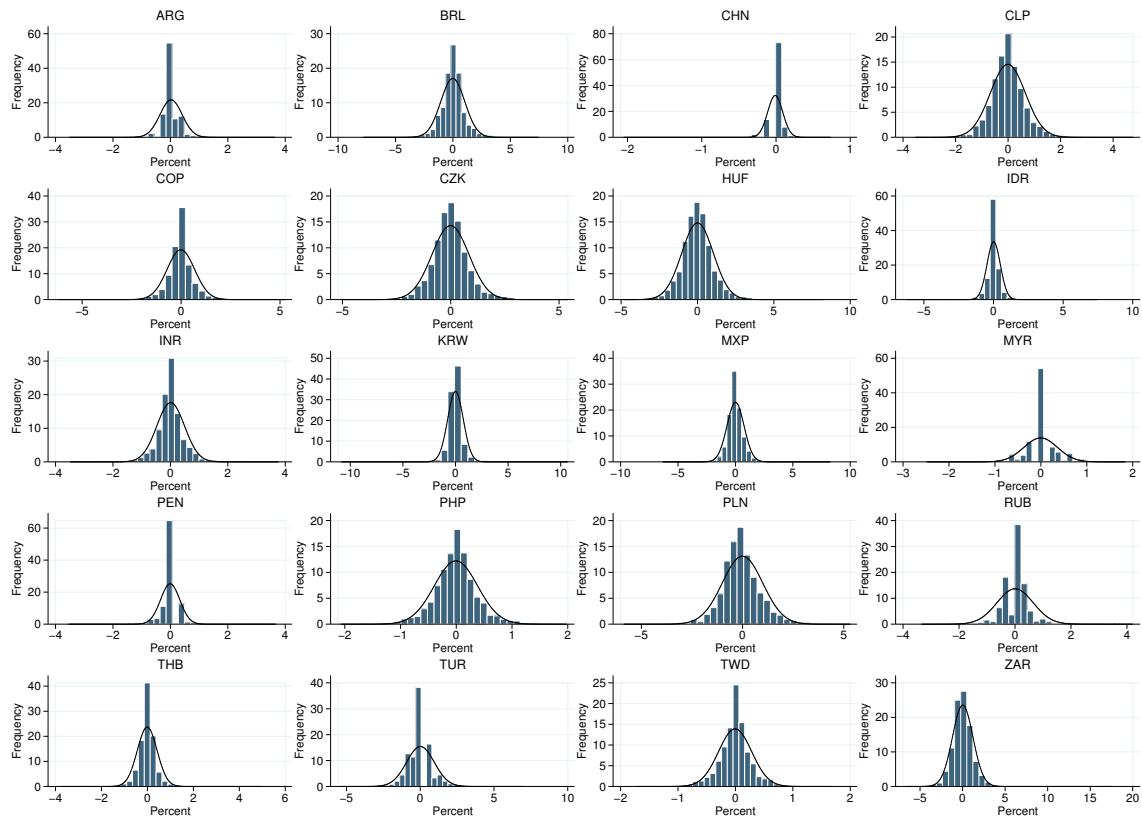 ARG BRL CHN CLP
Frequency 60 40 20 0 Frequency 30 20 10 0 Frequency 80 60 40 20 0 Frequency 20 15 10 5 0
−4 −2 0 2 4 −10 −5 0 5 10 −2 −1 0 1 −4 −2 0 2 4
Percent Percent Percent Percent
COP CZK HUF IDR
Frequency 40 30 20 10 0 Frequency 20 15 10 5 0 Frequency 20 15 10 5 0 Frequency 60 40 20 0
−5 0 5 −5 0 5 −5 0 5 10 −5 0 5 10
Percent Percent Percent Percent
INR KRW MXP MYR
Frequency 30 20 10 0 Frequency 50 40 30 20 10 0 Frequency 40 30 20 10 0 Frequency 60 40 20 0
−4 −2 0 2 4 −10 −5 0 5 10 −10 −5 0 5 10 −3 −2 −1 0 1 2
Percent Percent Percent Percent
PEN PHP PLN RUB
Frequency 60 40 20 0 Frequency 20 15 10 5 0 Frequency 20 15 10 5 0 Frequency 40 30 20 10 0
−4 −2 0 2 4 −2 −1 0 1 2 −5 0 5 −4 −2 0 2 4
Percent Percent Percent Percent
THB TUR TWD ZAR
Frequency 40 30 20 10 0 Frequency 40 30 20 10 0 Frequency 25 20 15 10 5 0 Frequency 30 20 10 0
−4 −2 0 2 4 6 −5 0 5 10 −2 −1 0 1 2 −5 0 5 10 15 20
Percent Percent Percent Percent